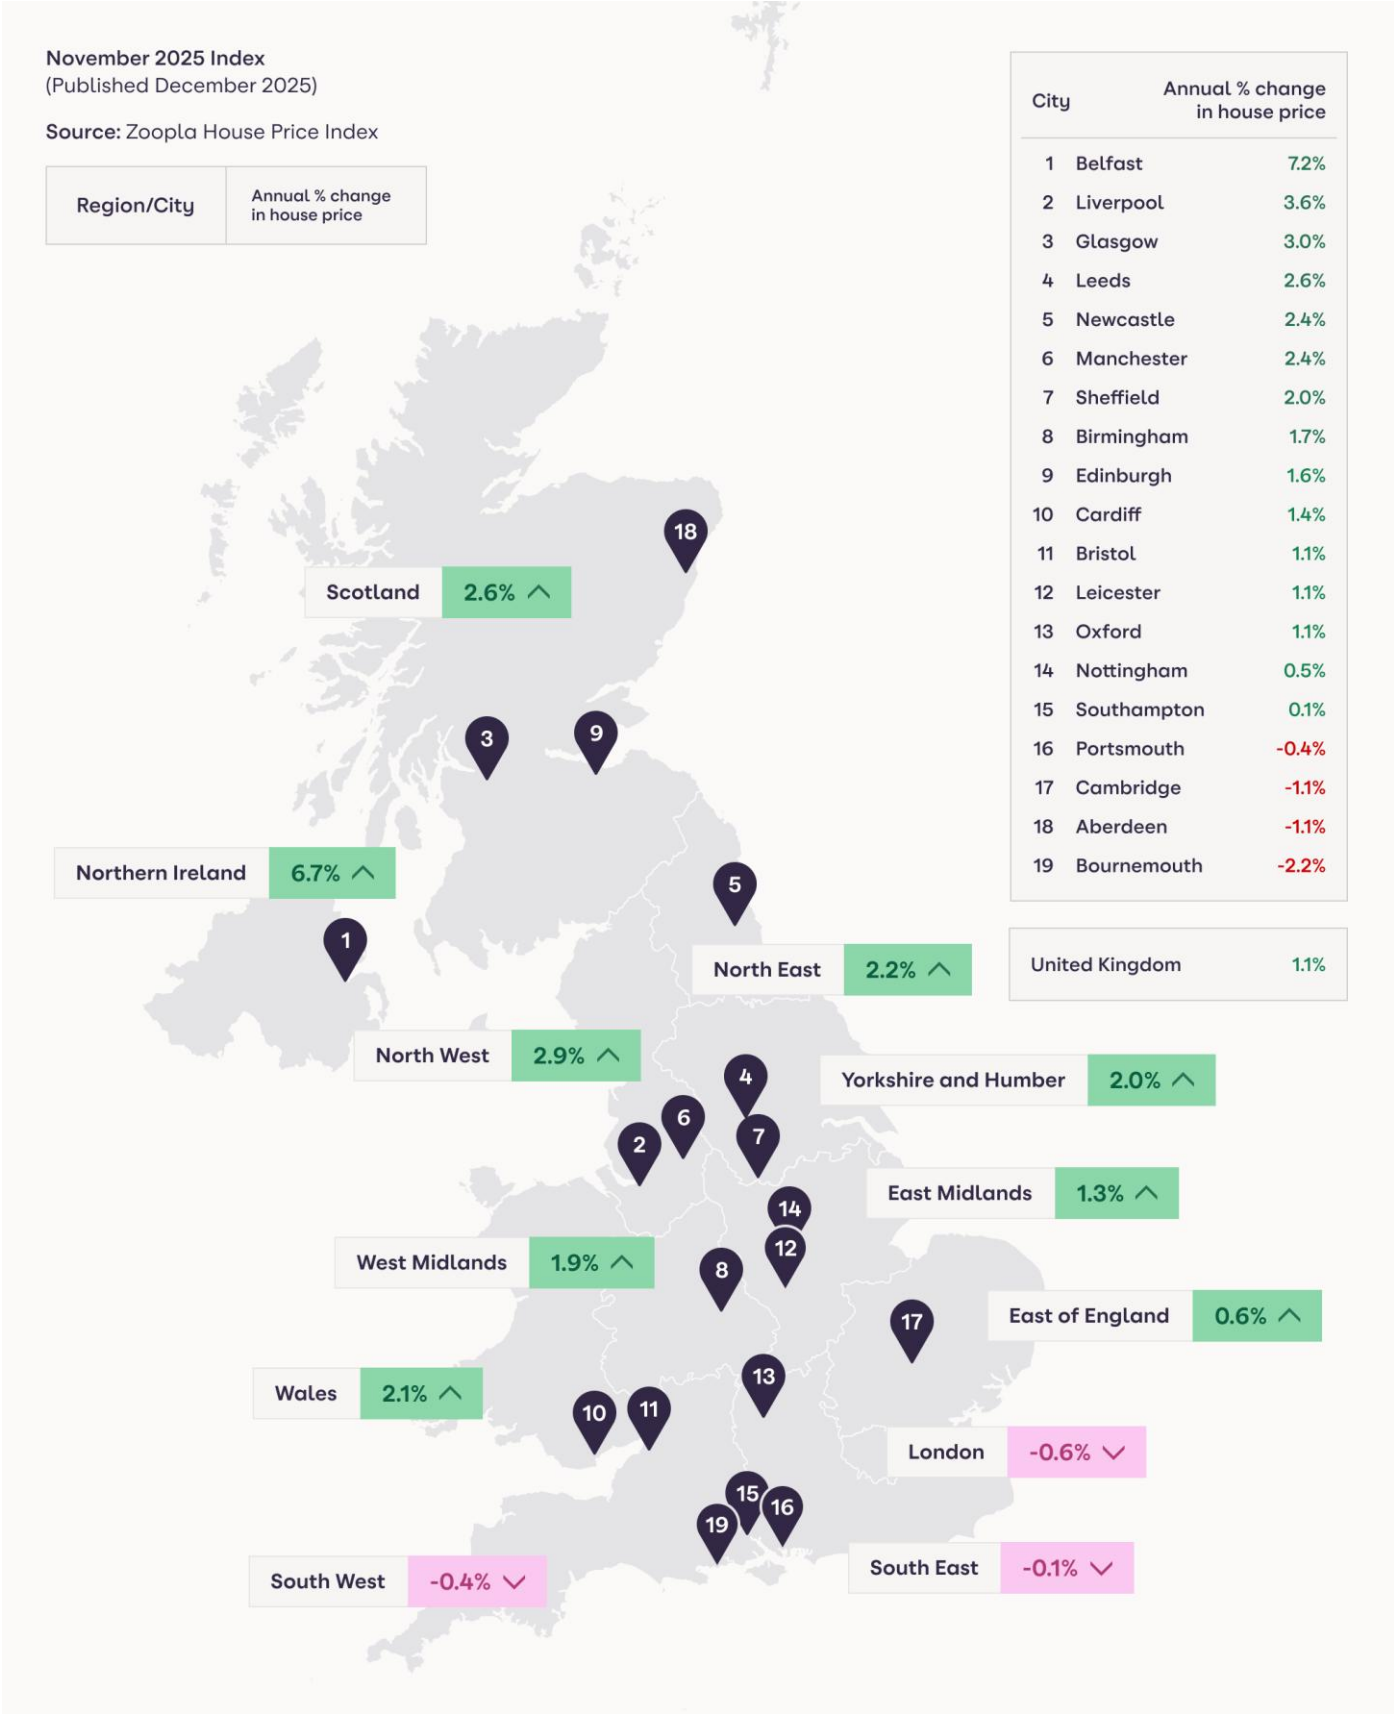 November 2025 Index
(Published December 2025)
Source: Zoopla House Price Index
Region/City
Annual % change
in house price
City
Annual % change
in house price
1 Belfast 7.2%
2 Liverpool 3.6%
3 Glasgow 3.0%
4 Leeds 2.6%
5 Newcastle 2.4%
6 Manchester 2.4%
7 Sheffield 2.0%
8 Birmingham 1.7%
9 Edinburgh 1.6%
10 Cardiff 1.4%
11 Bristol 1.1%
12 Leicester 1.1%
13 Oxford 1.1%
14 Nottingham 0.5%
15 Southampton 0.1%
16 Portsmouth -0.4%
17 Cambridge -1.1%
18 Aberdeen -1.1%
19 Bournemouth -2.2%
United Kingdom 1.1%
18
Scotland 2.6%
3
9
Northern Ireland 6.7%
5
1
North East 2.2%
North West 2.9%
4
Yorkshire and Humber 2.0%
6
7
2
East Midlands 1.3%
14
12
West Midlands 1.9%
8
East of England 0.6%
17
13
Wales 2.1%
10
11
London -0.6%
15
16
19
South East -0.1%
South West -0.4%